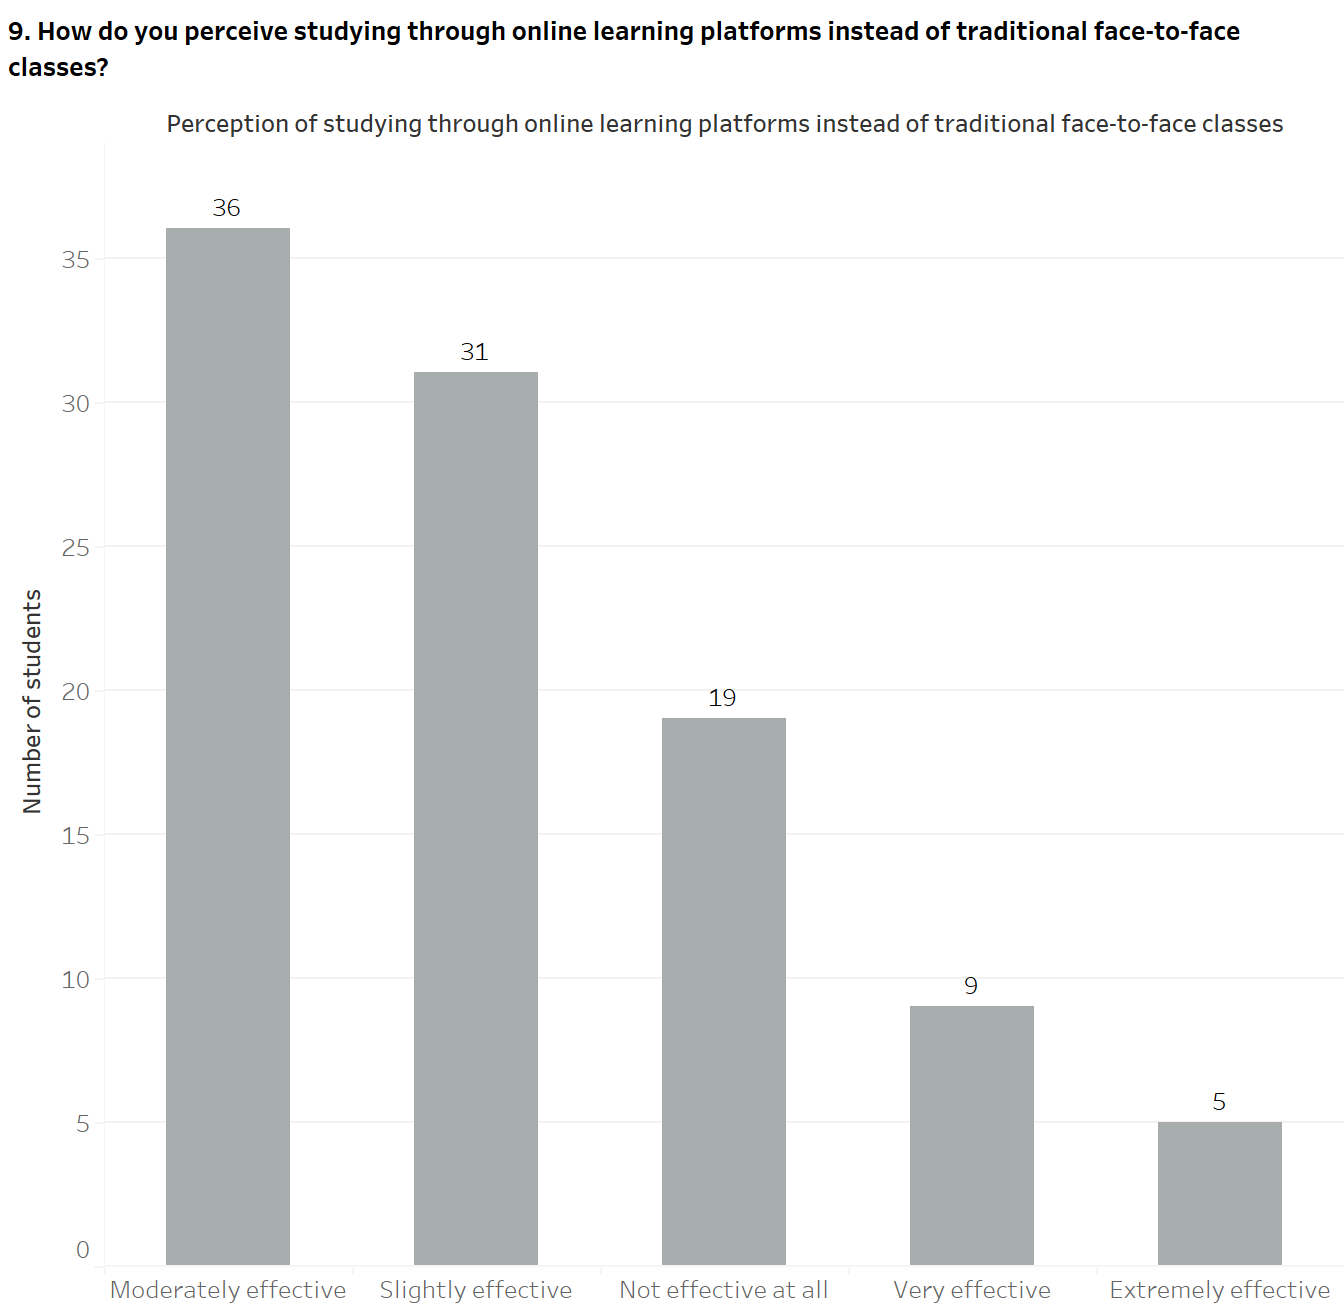 9. How do you perceive studying through online learning platforms instead of traditional face-to-face
classes?
Perception of studying through online learning platforms instead of traditional face-to-face classes
36
35
31
30
25
Number of students
20
19
15
10
9
5
5
0
Moderately effective
Slightly effective
Not effective at all
Very effective
Extremely effective